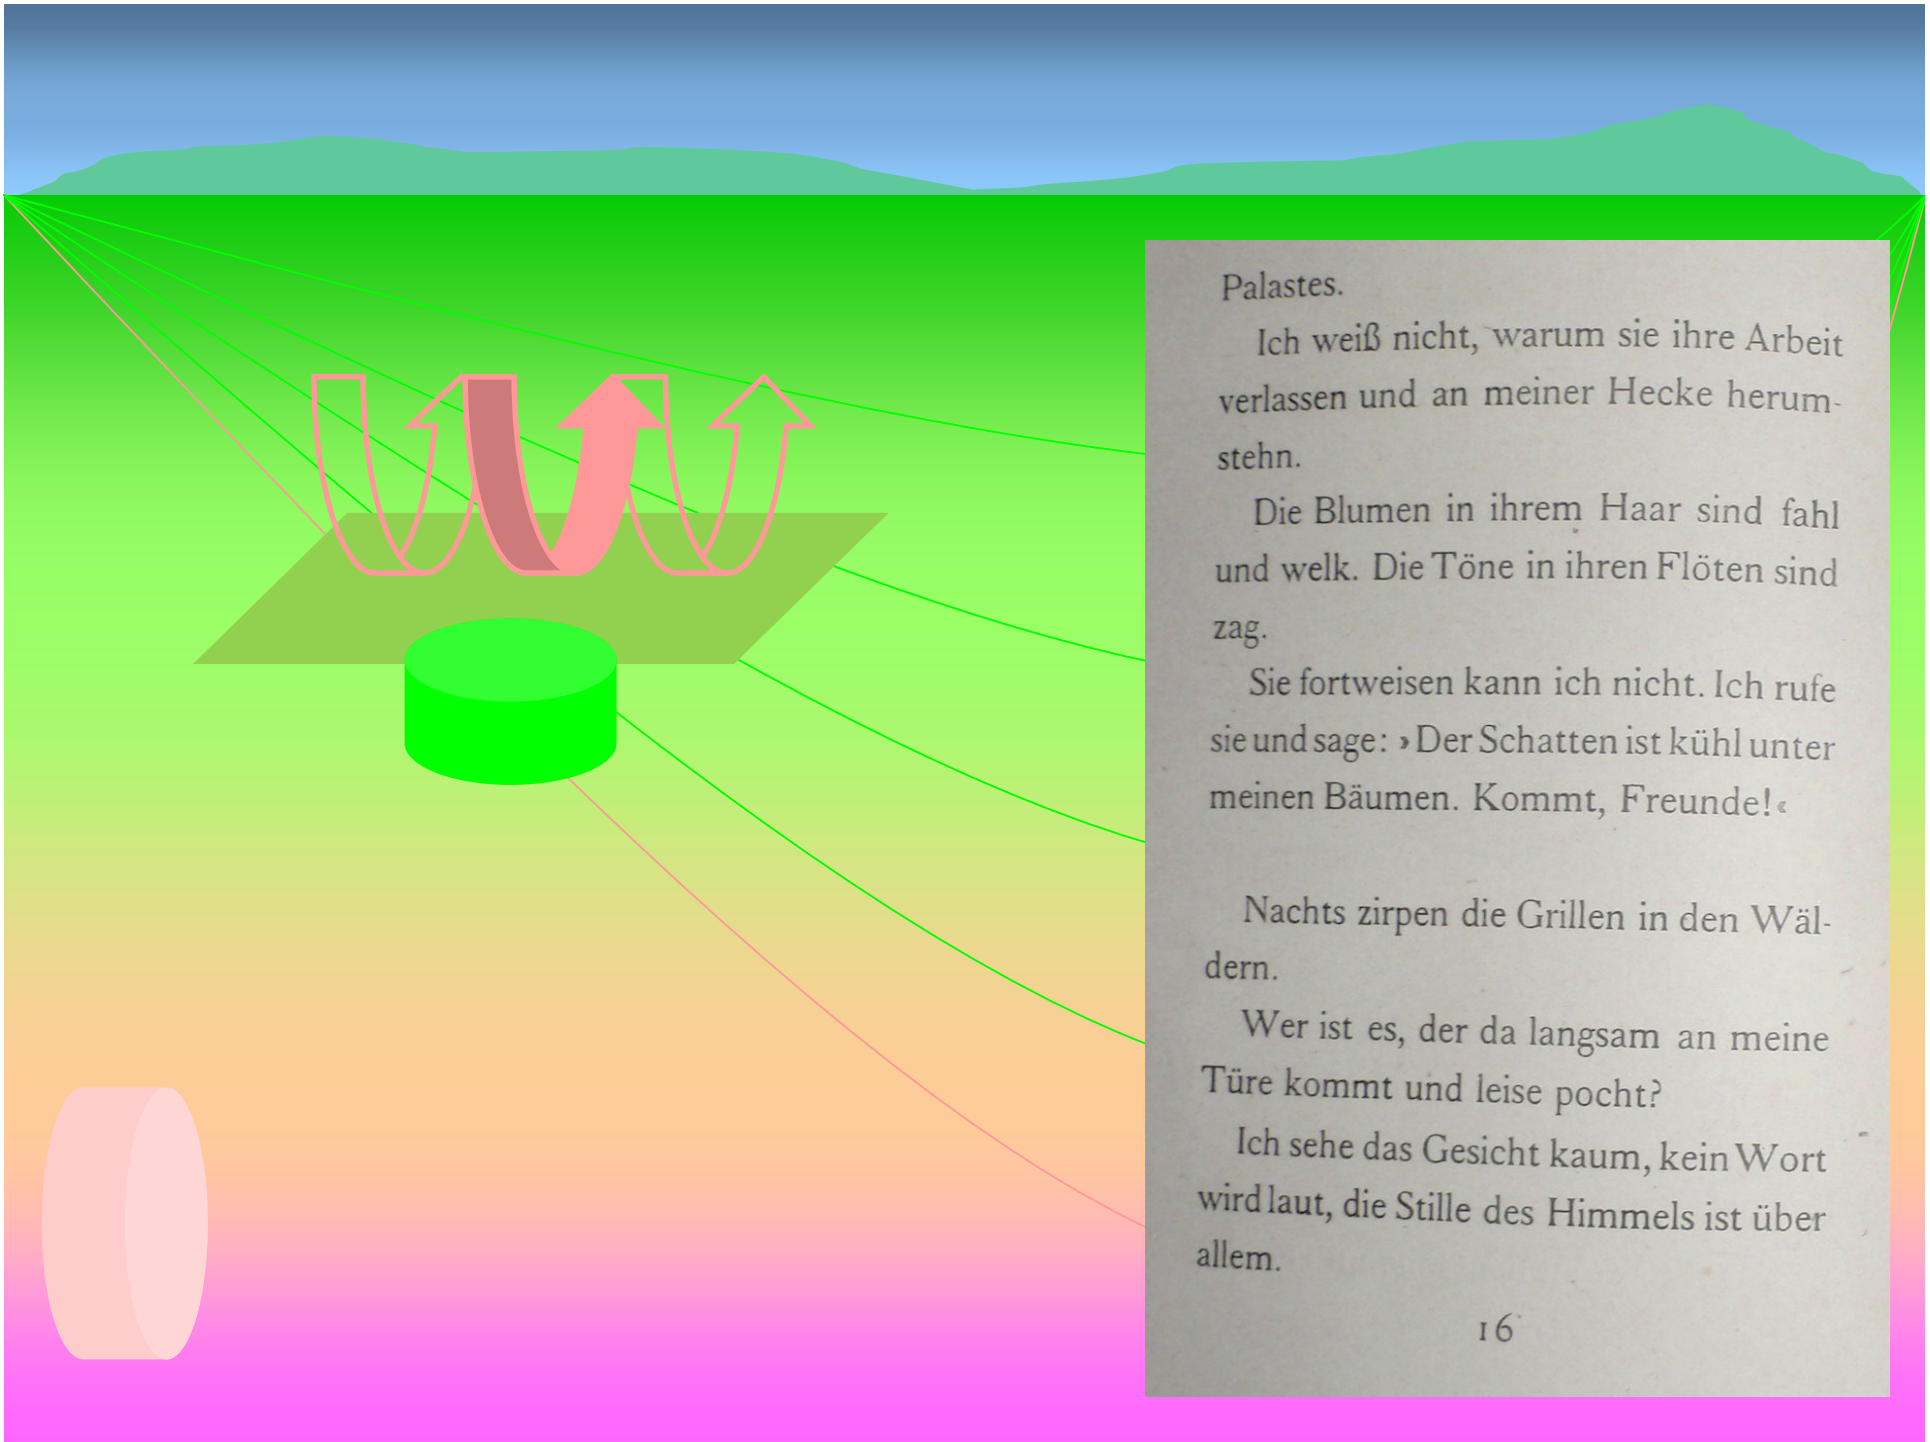 Palastes.
Ich weiß nicht, warum sie ihre Arbeit
verlassen und an meiner Hecke herum-
stehn.
Die Blumen in ihrem Haar sind fahl
und welk. Die Töne in ihren Flöten sind
zag.
Sie fortweisen kann ich nicht. Ich rufe
sie und sage: ›Der Schatten ist kühl unter
meinen Bäumen. Kommt, Freunde!‹
Nachts zirpen die Grillen in den Wäl-
dern.
Wer ist es, der da langsam an meine
Türe kommt und leise pocht?
Ich sehe das Gesicht kaum, kein Wort
wird laut, die Stille des Himmels ist über
allem.
16